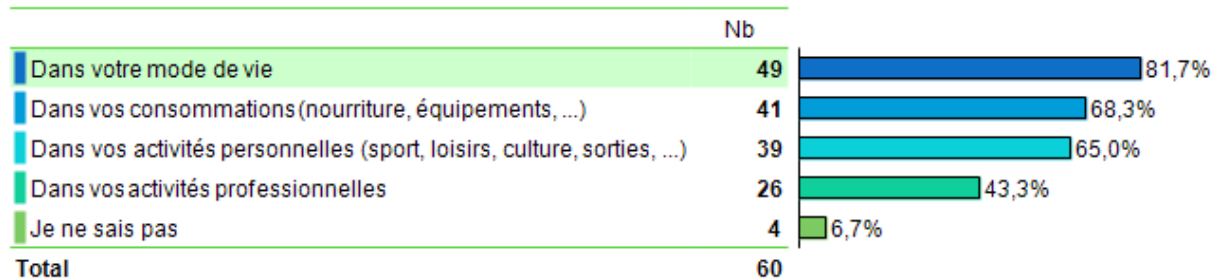 Nb
Dans votre mode de vie 49 81,7%
Dans vos consommations (nourriture, équipements, ...) 41 68,3%
Dans vos activités personnelles (sport, loisirs, culture, sorties, ...) 39 65,0%
Dans vos activités professionnelles 26 43,3%
Je ne sais pas 4 6,7%
Total 60